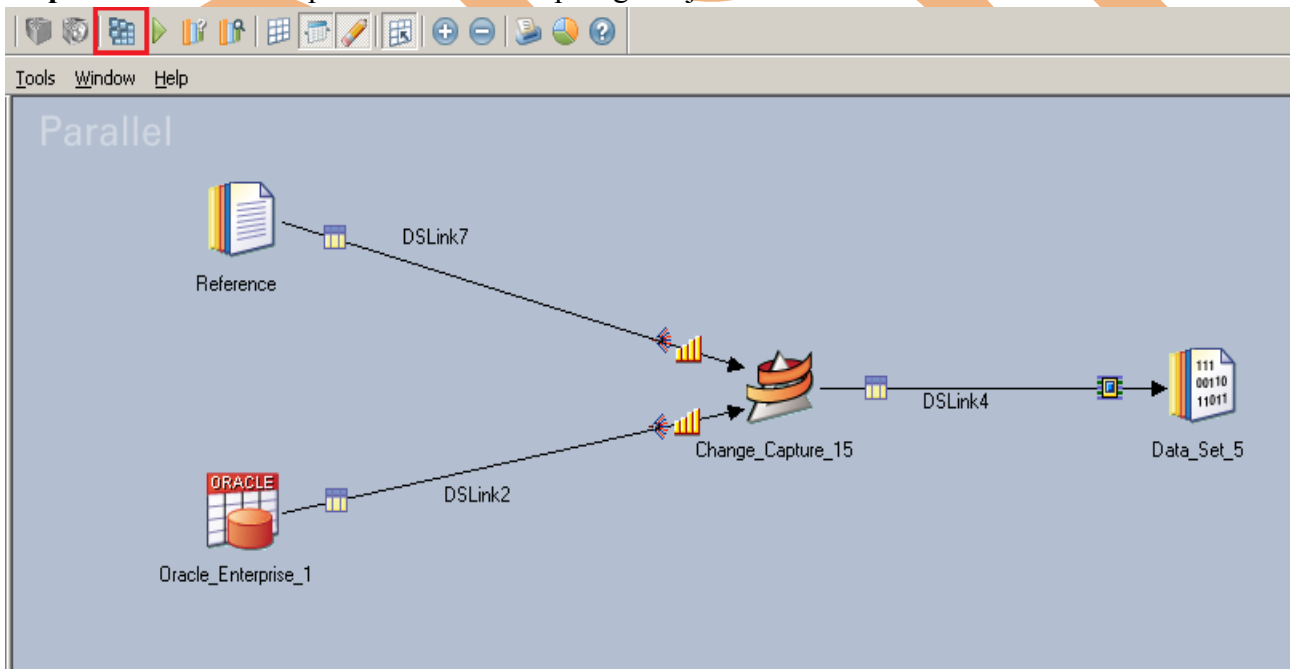 Tools Window Help
Parallel
DSLink7
Reference
111
00110
11011
DSLink4
Change_Capture_15
Data_Set_5
ORACLE
DSLink2
Oracle_Enterprise_1